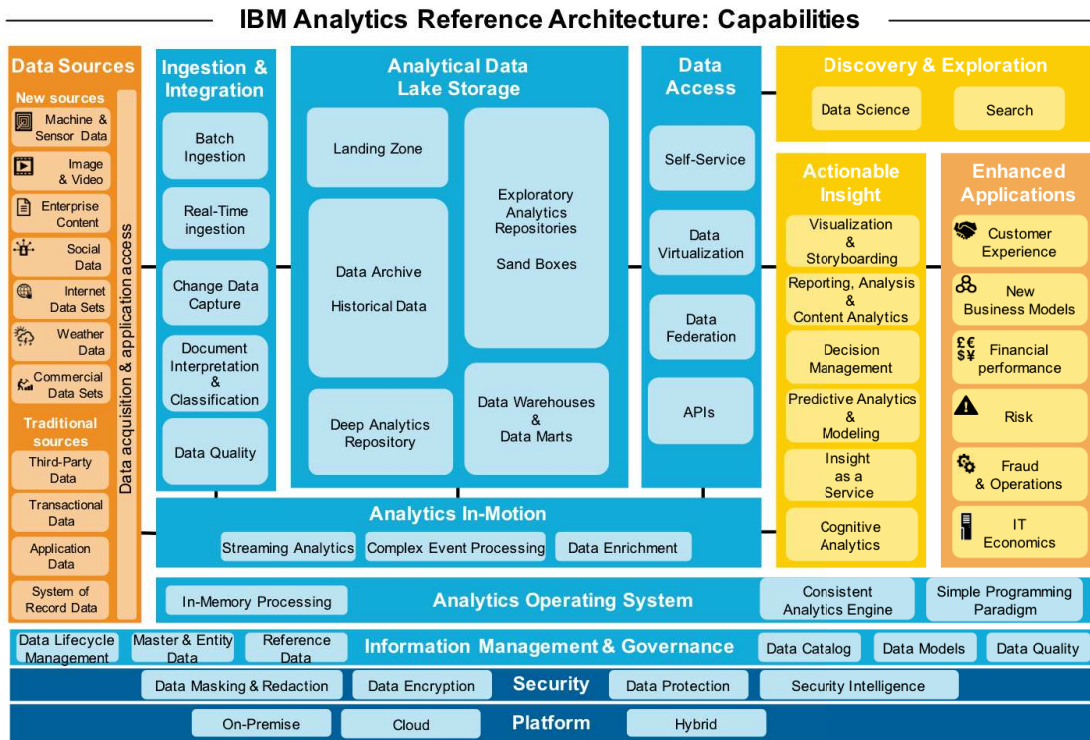 IBM Analytics Reference Architecture: Capabilities
Data Sources
New sources
Machine &
Sensor Data
Image
& Video
Enterprise
Content
Social
Data
Internet
Data Sets
Weather
Data
Commercial
Data Sets
Traditional
sources
Third-Party
Data
Transactional
Data
Application
Data
System of
Record Data
Data acquisition & application access
Ingestion &
Integration
Batch
Ingestion
Real-Time
ingestion
Change Data
Capture
Document
Interpretation
&
Classification
Data Quality
Analytical Data
Lake Storage
Landing Zone
Data Archive
Historical Data
Deep Analytics
Repository
Exploratory
Analytics
Repositories
Sand Boxes
Data Warehouses
&
Data Marts
Data
Access
Self-Service
Data
Virtualization
Data
Federation
APIs
Discovery & Exploration
Data Science
Search
Actionable
Insight
Visualization
&
Storyboarding
Reporting, Analysis
&
Content Analytics
Decision
Management
Predictive Analytics
&
Modeling
Insight
as a
Service
Cognitive
Analytics
Enhanced
Applications
Customer
Experience
New
Business Models
£€
$¥
Financial
performance
Risk
Fraud
& Operations
IT
Economics
Analytics In-Motion
Streaming Analytics
Complex Event Processing
Data Enrichment
In-Memory Processing
Analytics Operating System
Consistent
Analytics Engine
Simple Programming
Paradigm
Data Lifecycle
Management
Master & Entity
Data
Reference
Data
Information Management & Governance
Data Catalog
Data Models
Data Quality
Data Masking & Redaction
Data Encryption
Security
Data Protection
Security Intelligence
On-Premise
Cloud
Platform
Hybrid